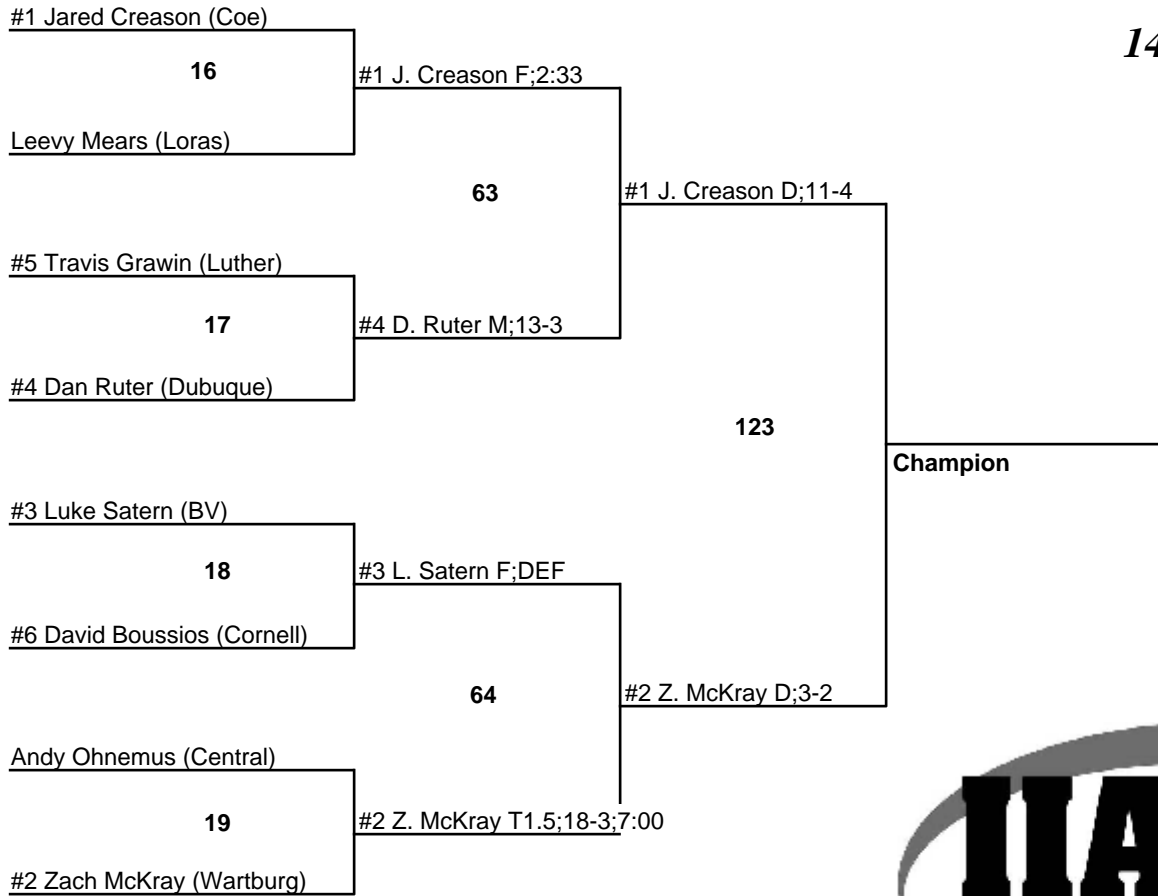 #1 Jared Creason (Coe)
14
16
#1 J. Creason F;2:33
Leevy Mears (Loras)
63
#1 J. Creason D;11-4
#5 Travis Grawin (Luther)
17
#4 D. Ruter M;13-3
#4 Dan Ruter (Dubuque)
123
Champion
#3 Luke Satern (BV)
18
#3 L. Satern F;DEF
#6 David Boussios (Cornell)
64
#2 Z. McKray D;3-2
Andy Ohnemus (Central)
19
#2 Z. McKray T1.5;18-3;7:00
#2 Zach McKray (Wartburg)
IIA